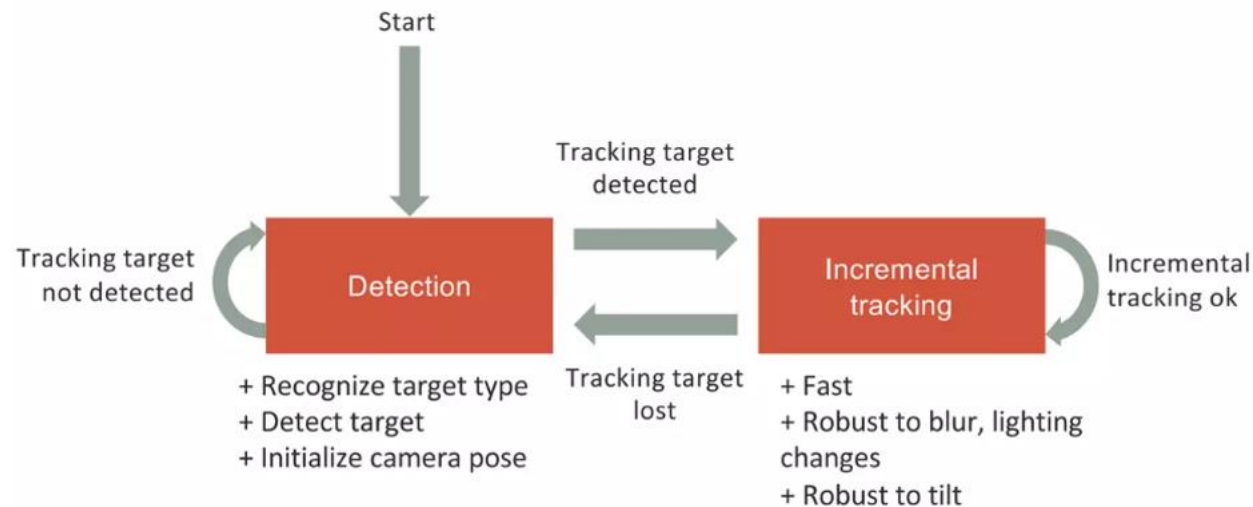 Start
Tracking target
detected
Tracking target
not detected
Detection
Incremental
tracking
Incremental
tracking ok
Tracking target
lost
+ Recognize target type
+ Detect target
+ Initialize camera pose
+ Fast
+ Robust to blur, lighting
changes
+ Robust to tilt